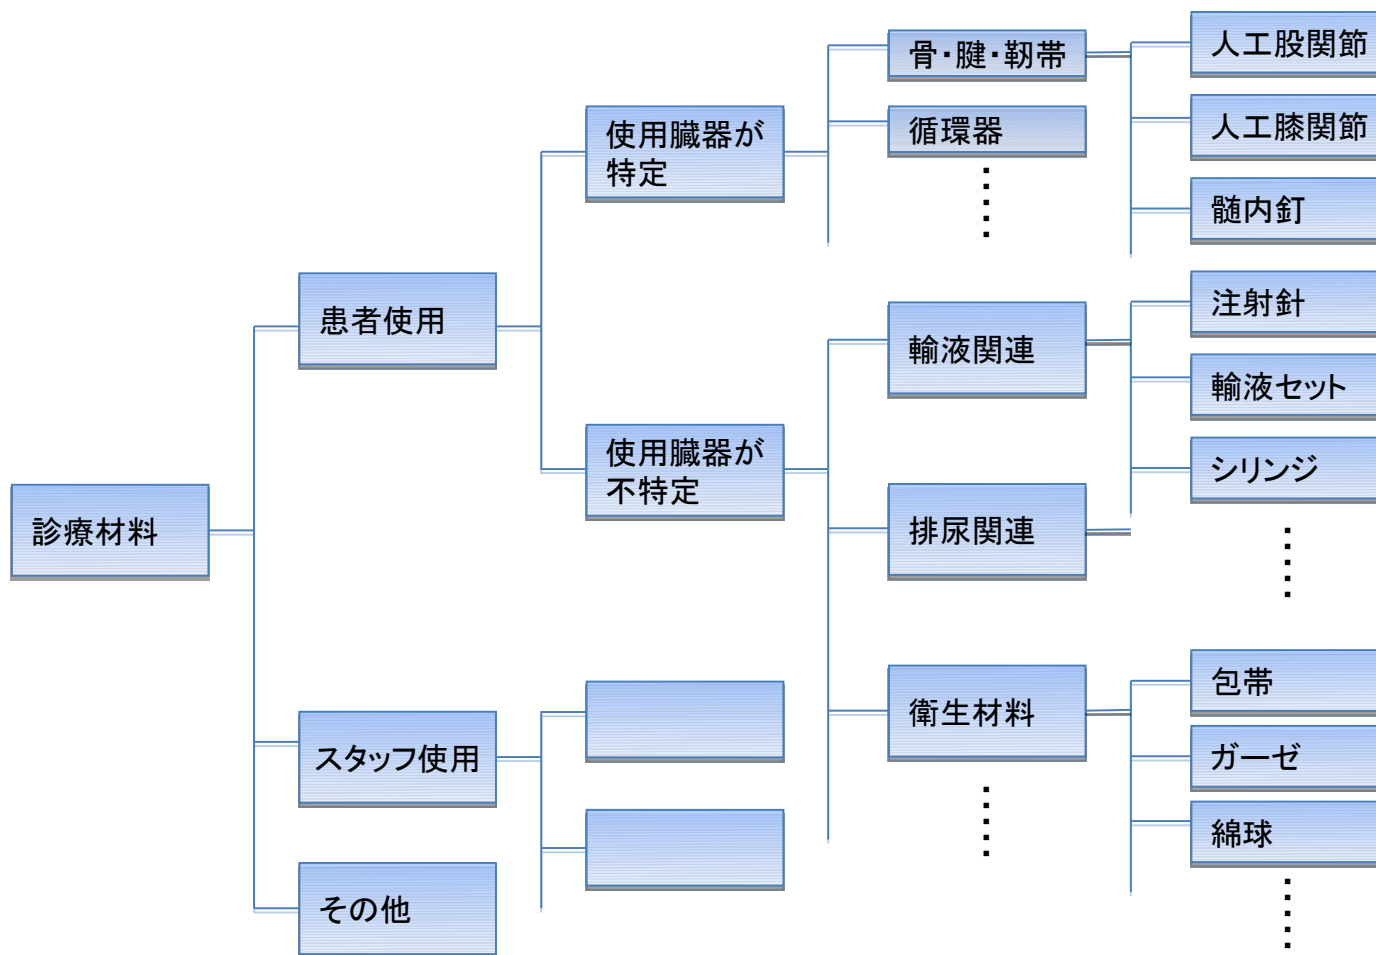 診療材料
患者使用
スタッフ使用
その他
使用臓器が
特定
使用臓器が
不特定
骨・腱・靭帯
循環器
輸液関連
排尿関連
衛生材料
人工股関節
人工膝関節
髄内釘
注射針
輸液セット
シリンジ
包帯
ガーゼ
綿球